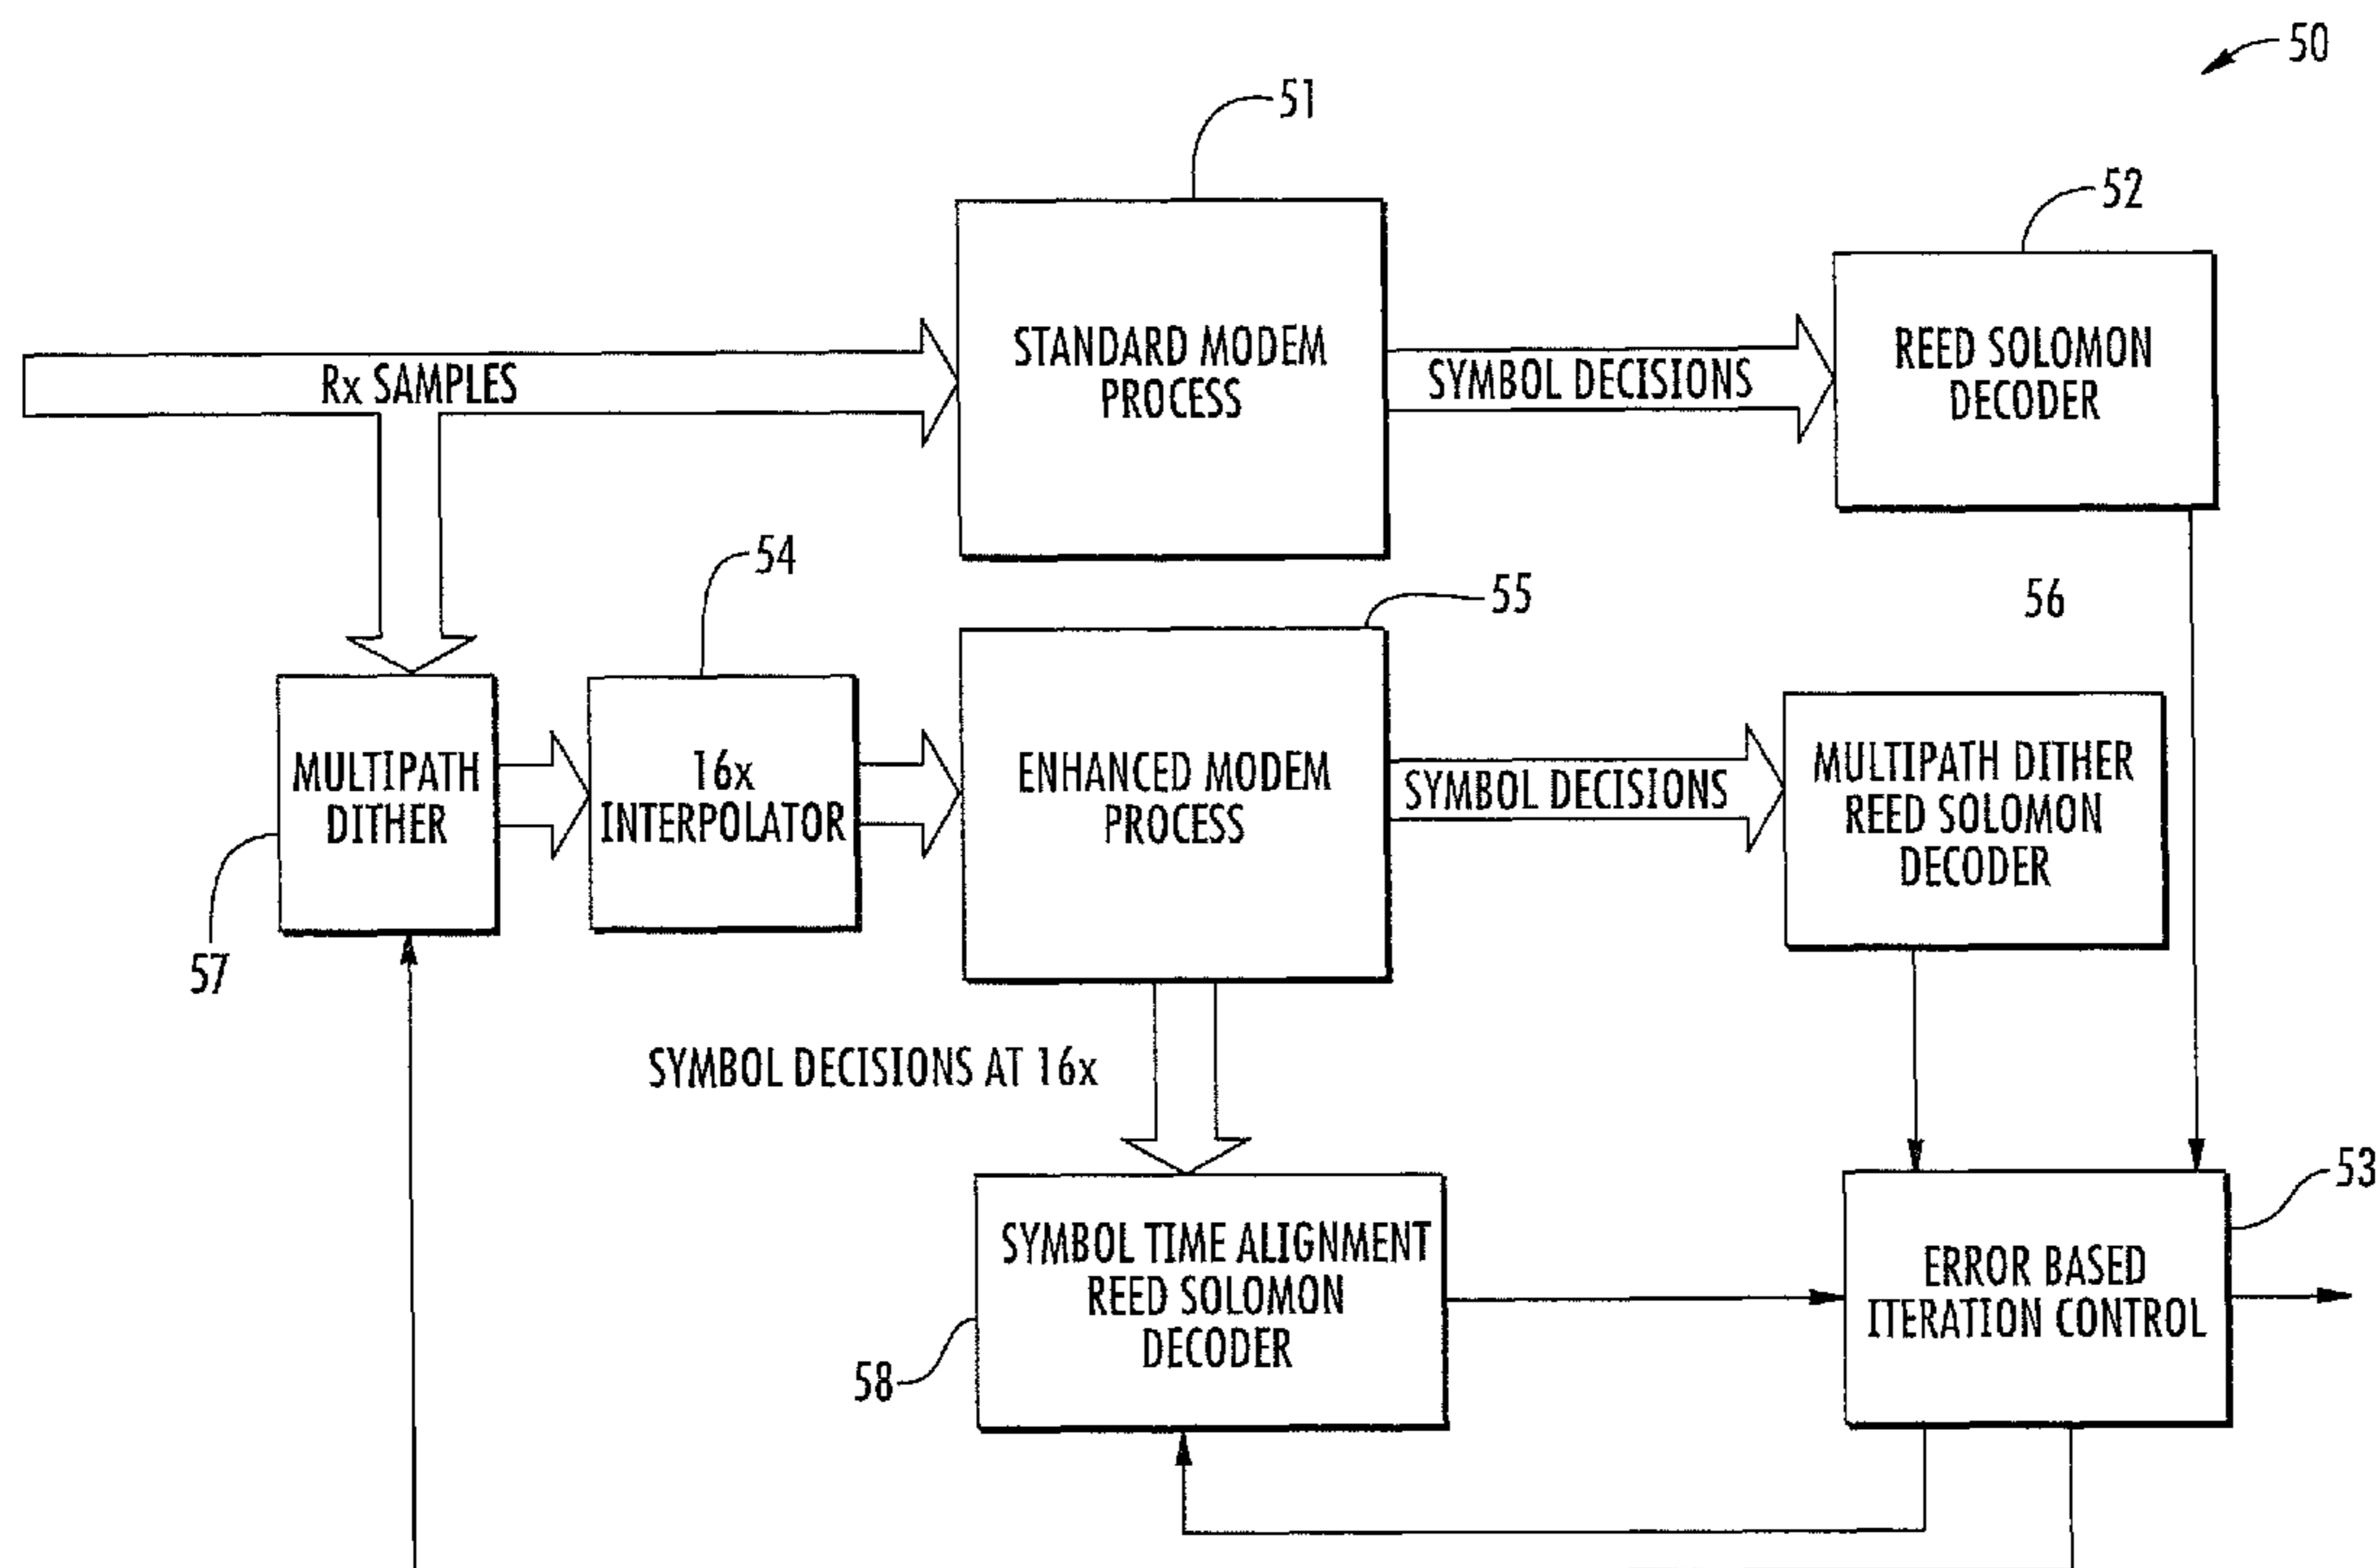 50
51
52
STANDARD MODEM
PROCESS
REED SOLOMON
DECODER
Rx SAMPLES
SYMBOL DECISIONS
54
55
56
MULTIPATH
DITHER
16x
INTERPOLATOR
ENHANCED MODEM
PROCESS
SYMBOL DECISIONS
MULTIPATH DITHER
REED SOLOMON
DECODER
57
SYMBOL DECISIONS AT 16x
53
SYMBOL TIME ALIGNMENT
REED SOLOMON
DECODER
ERROR BASED
ITERATION CONTROL
58